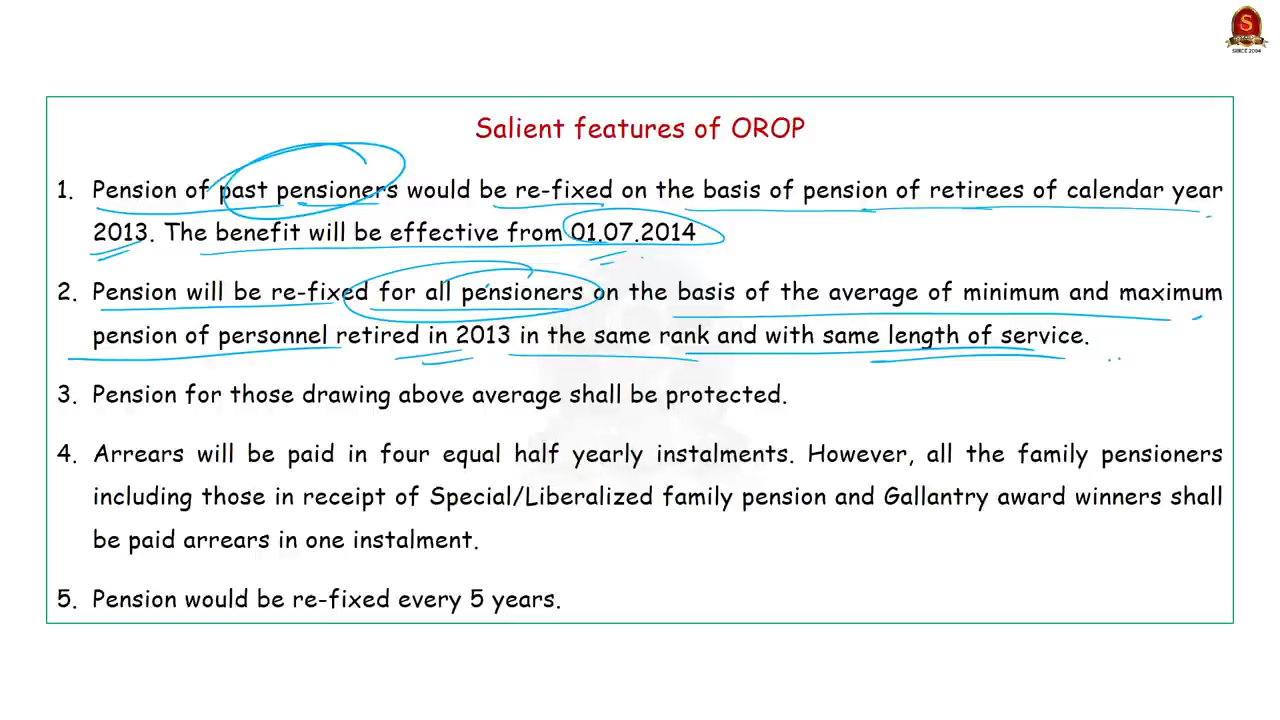 S
SINCE 2004
Salient features of OROP
1. Pension of past pensioners would be re-fixed on the basis of pension of retirees of calendar year
2013. The benefit will be effective from 01.07.2014
2. Pension will be re-fixed for all pensioners on the basis of the average of minimum and maximum
pension of personnel retired in 2013 in the same rank and with same length of service.
3. Pension for those drawing above average shall be protected.
4. Arrears will be paid in four equal half yearly instalments. However, all the family pensioners
including those in receipt of Special/Liberalized family pension and Gallantry award winners shall
be paid arrears in one instalment.
5. Pension would be re-fixed every 5 years.